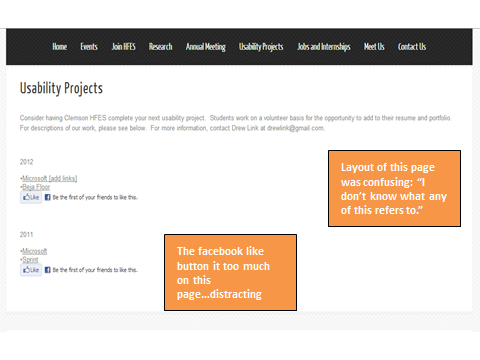 Home Events Join HFES Research Annual Meeting Usability Projects Jobs and Internships Meet Us Contact Us
Usability Projects
Consider having Clemson HFES complete your next usability project. Students work on a volunteer basis for the opportunity to add to their resume and portfolio.
For descriptions of our work, please see below. For more information, contact Drew Link at drewlink@gmail.com.
2012
•Microsoft [add links]
•Beja Floor
Like Be the first of your friends to like this.
Layout of this page
was confusing: “I
don’t know what any
of this refers to.”
2011
•Microsoft
•Sprint
Like Be the first of your friends to like this.
The facebook like
button it too much
on this
page...distracting